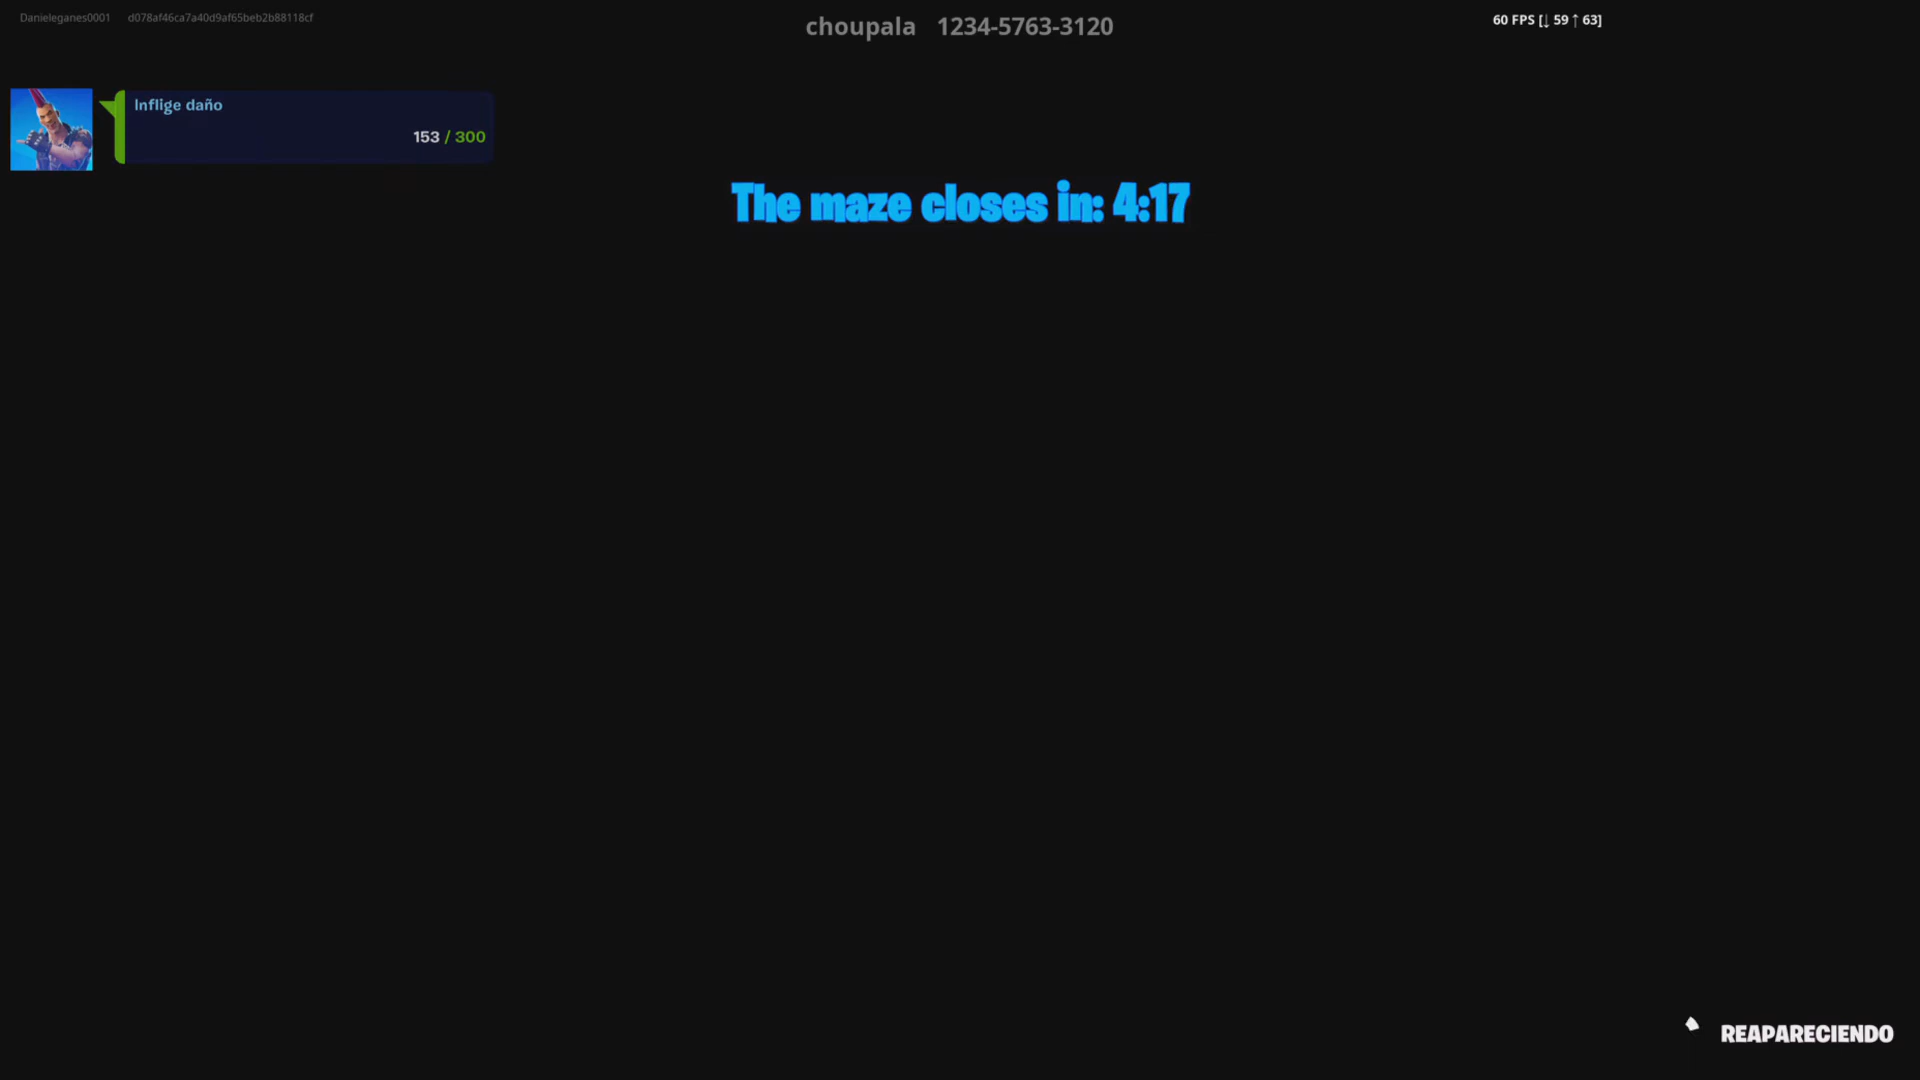 Danieleganes0001 d078af46ca7a40d9af65beb2b88118cf
choupala 1234-5763-3120
60 FPS [↓ 59 ↑ 63]
Inflige daño
153 / 300
The maze closes in: 4:17
REAPARECIENDO